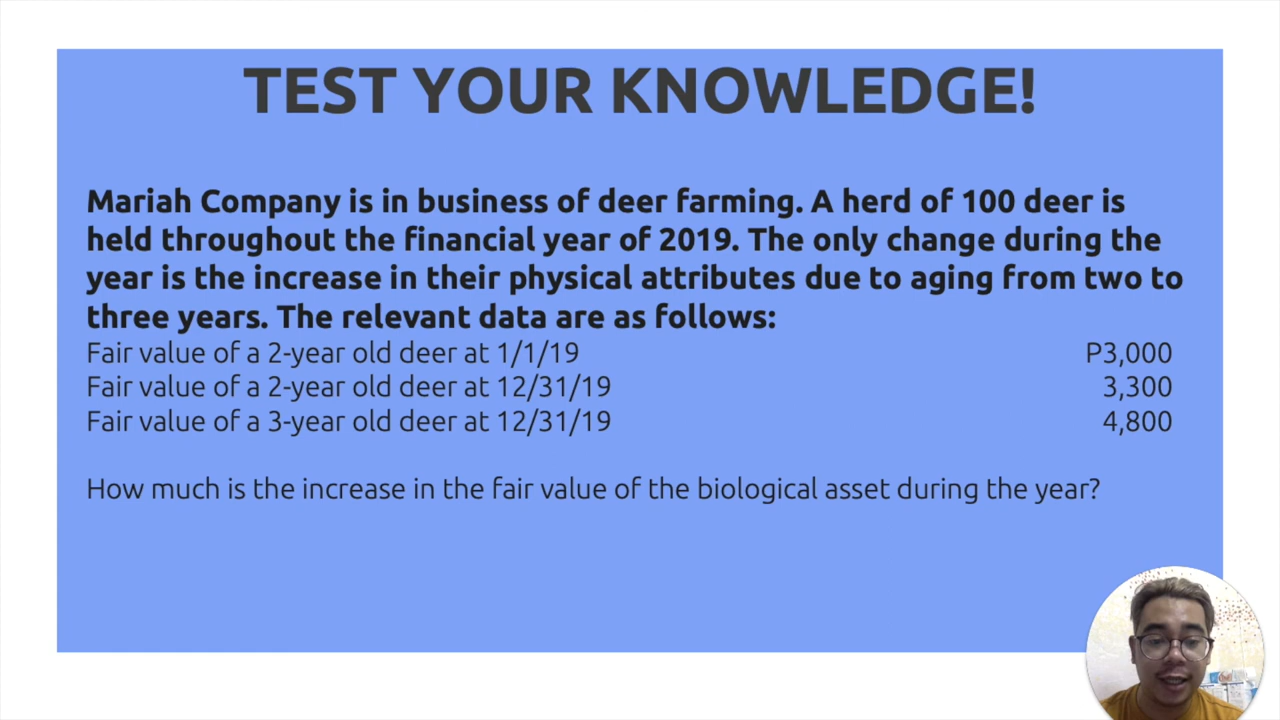 TEST YOUR KNOWLEDGE!
Mariah Company is in business of deer farming. A herd of 100 deer is
held throughout the financial year of 2019. The only change during the
year is the increase in their physical attributes due to aging from two to
three years. The relevant data are as follows:
Fair value of a 2-year old deer at 1/1/19 P3,000
Fair value of a 2-year old deer at 12/31/19 3,300
Fair value of a 3-year old deer at 12/31/19 4,800
How much is the increase in the fair value of the biological asset during the year?